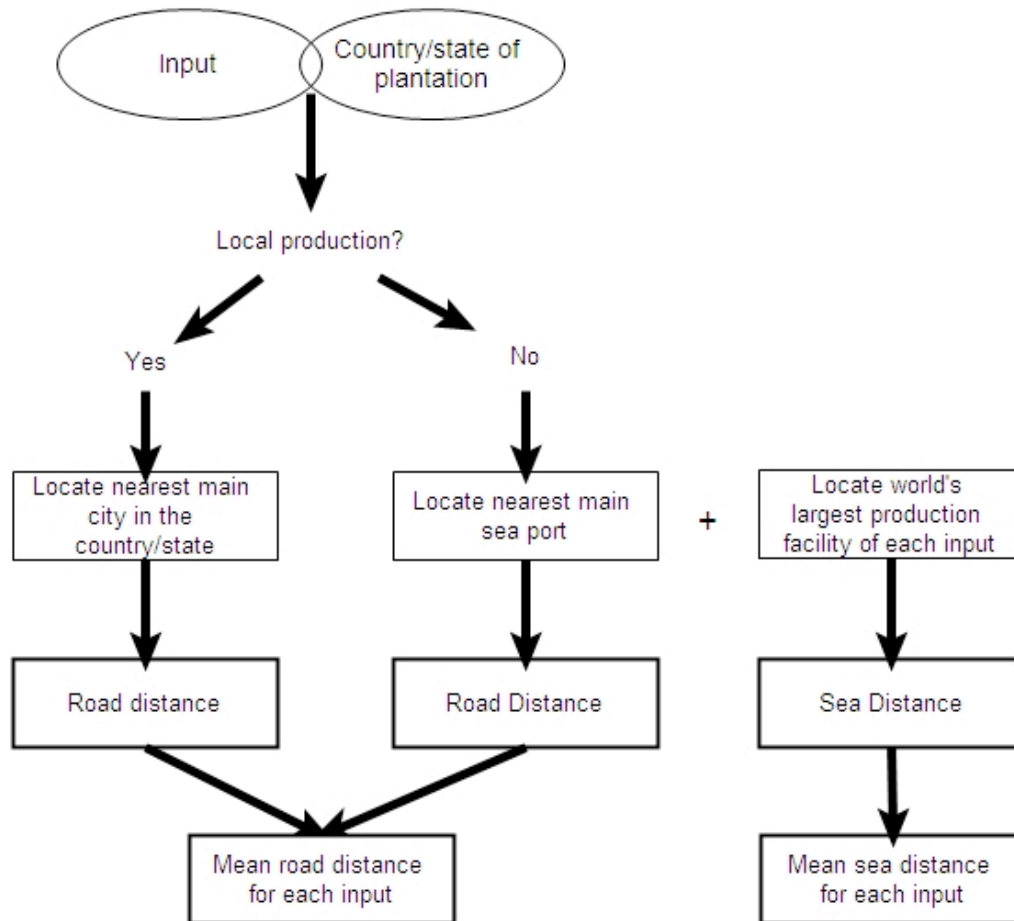 Input
Country/state of
plantation
Local production?
Yes
No
Locate nearest main
city in the
country/state
Locate nearest main
sea port
+
Locate world's
largest production
facility of each input
Road distance
Road Distance
Sea Distance
Mean road distance
for each input
Mean sea distance
for each input